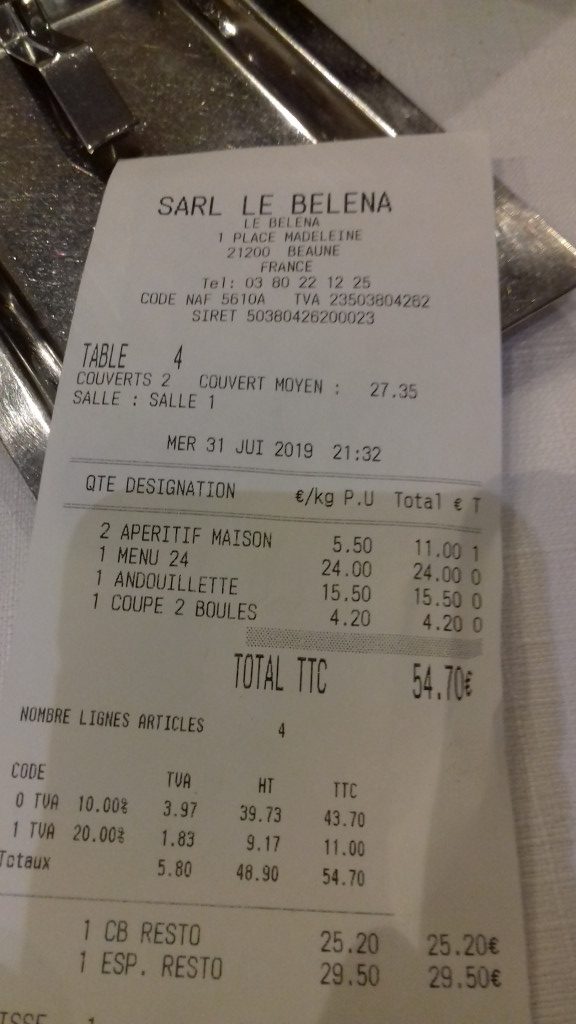 SARL LE BELENA
LE BELENA
1 PLACE MADELEINE
21200 BEAUNE
FRANCE
Tel: 03 80 22 12 25
CODE NAF 5610A TVA 23503804262
SIRET 50380426200023
TABLE 4
COUVERTS 2 COUVERT MOYEN : 27.35
SALLE : SALLE 1
MER 31 JUI 2019 21:32
QTE DESIGNATION €/kg P.U Total € T
2 APERITIF MAISON 5.50 11.00 1
1 MENU 24 24.00 24.00 0
1 ANDOUILLETTE 15.50 15.50 0
1 COUPE 2 BOULES 4.20 4.20 0
TOTAL TTC 54.70€
NOMBRE LIGNES ARTICLES 4
CODE TVA HT TTC
0 TVA 10.00% 3.97 39.73 43.70
1 TVA 20.00% 1.83 9.17 11.00
Totaux 5.80 48.90 54.70
1 CB RESTO 25.20 25.20€
1 ESP. RESTO 29.50 29.50€